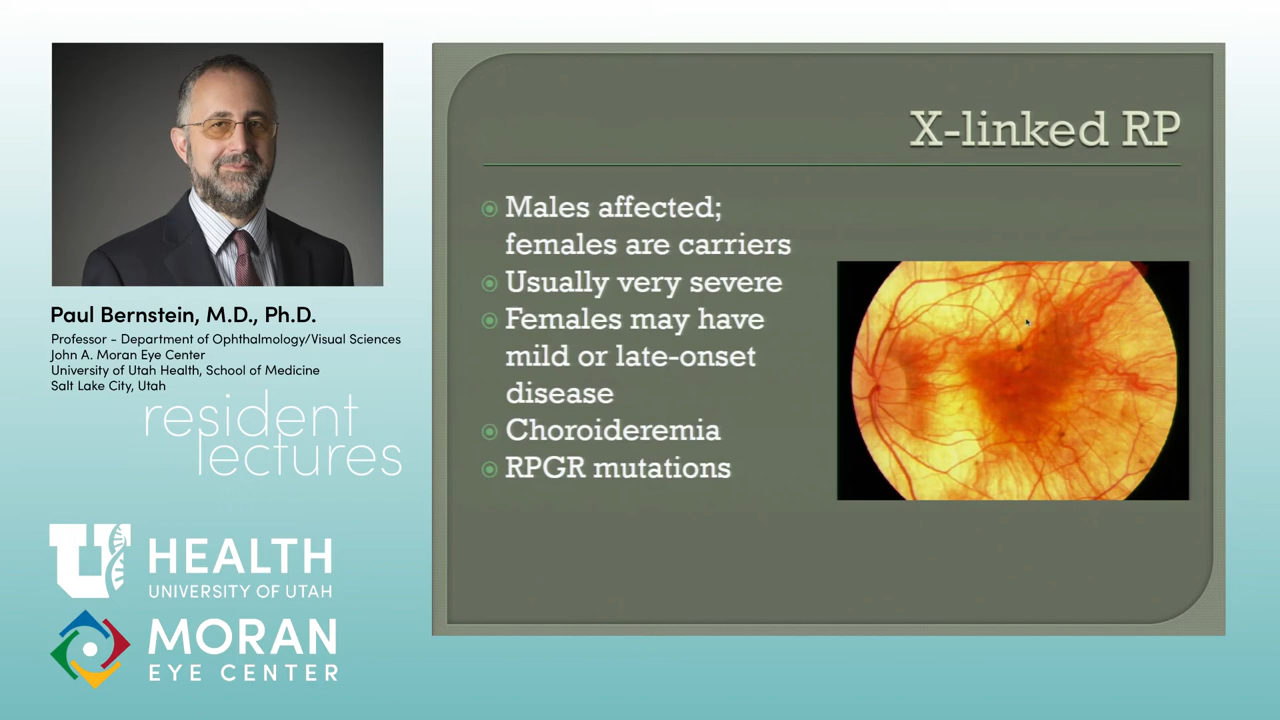 X-linked RP
Males affected;
females are carriers
Usually very severe
Females may have
mild or late-onset
disease
Choroideremia
RPGR mutations
Paul Bernstein, M.D., Ph.D.
Professor - Department of Ophthalmology/Visual Sciences
John A. Moran Eye Center
University of Utah Health, School of Medicine
Salt Lake City, Utah
resident
lectures
U HEALTH
UNIVERSITY OF UTAH
MORAN
EYE CENTER